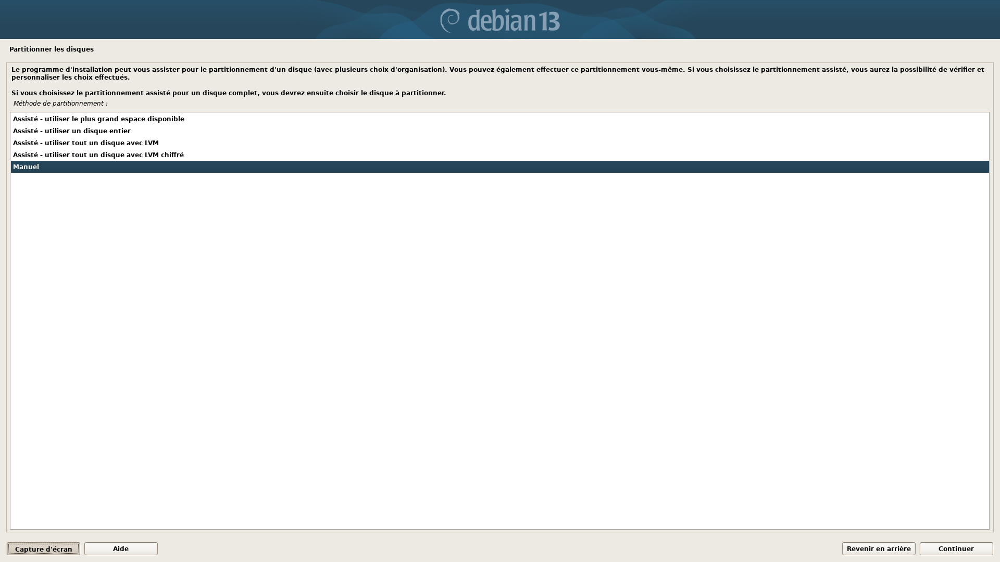 debian 13
Partitionner les disques
Le programme d'installation peut vous assister pour le partitionnement d'un disque (avec plusieurs choix d'organisation). Vous pouvez également effectuer ce partitionnement vous-même. Si vous choisissez le partitionnement assisté, vous aurez la possibilité de vérifier et
personnaliser les choix effectués.
Si vous choisissez le partitionnement assisté pour un disque complet, vous devrez ensuite choisir le disque à partitionner.
Méthode de partitionnement :
Assisté - utiliser le plus grand espace disponible
Assisté - utiliser un disque entier
Assisté - utiliser tout un disque avec LVM
Assisté - utiliser tout un disque avec LVM chiffré
Manuel
Capture d'écran
Aide
Revenir en arrière
Continuer